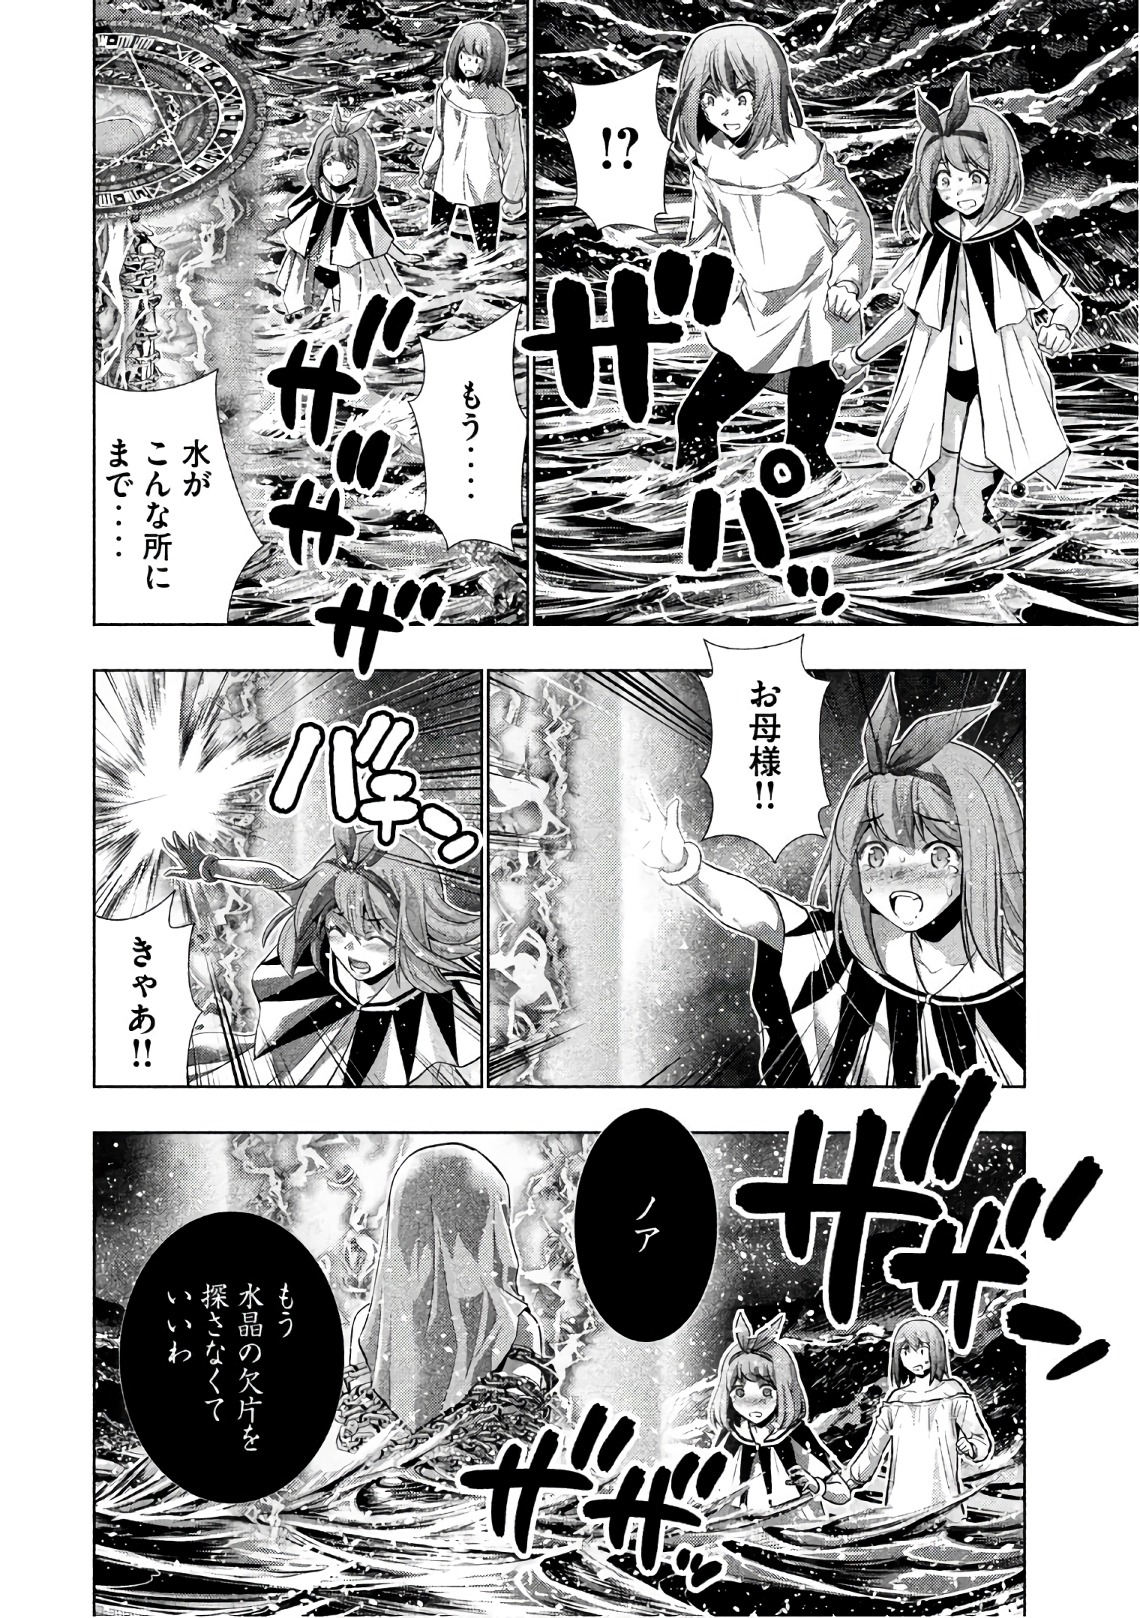 !?
ザ
パッ
もう‥‥
ザザザザ
水が
こんな所に
まで‥‥
お母様!!
バチーン
きゃあ!!
ザザザン
ノア
もう
水晶の欠片を
探さなくて
いいわ
ザザザ